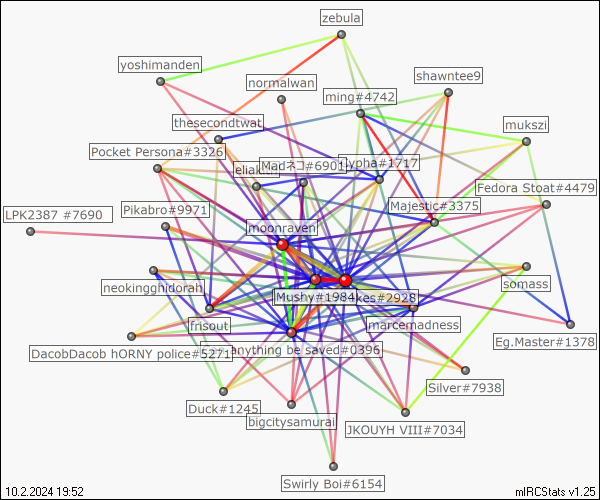 zebula
yoshimanden
shawntee9
normalwan
ming#4742
thesecondtwat
mukszi
Pocket Persona#3326
Madネコ#6901
ypha#1717
Fedora Stoat#4479
Majestic#3375
LPK2387 #7690
Pikabro#9971
moonraven
somass
neokingghidorah
Mushy#1984
kes#2928
frisout
marcemadness
Eg.Master#1378
anything be saved#0396
DacobDacob hORNY police#5271
Silver#7938
Duck#1245
bigcitysamurai
JKOUYH VIII#7034
Swirly Boi#6154
10.2.2024 19:52
mIRCStats v1.25